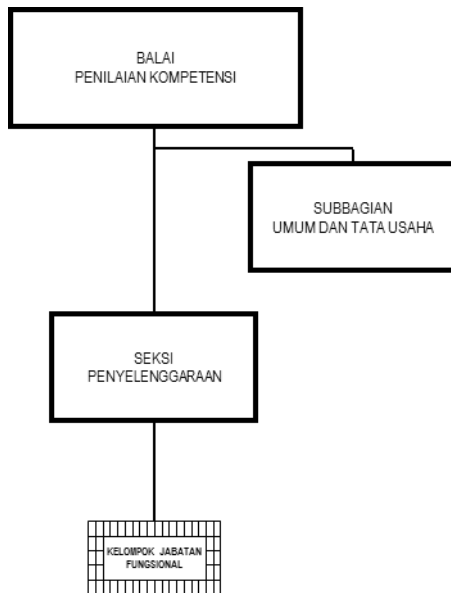 BALAI
PENILAIAN KOMPETENSI
SUBBAGIAN
UMUM DAN TATA USAHA
SEKSI
PENYELENGGARAAN
KELOMPOK JABATAN
FUNGSIONAL